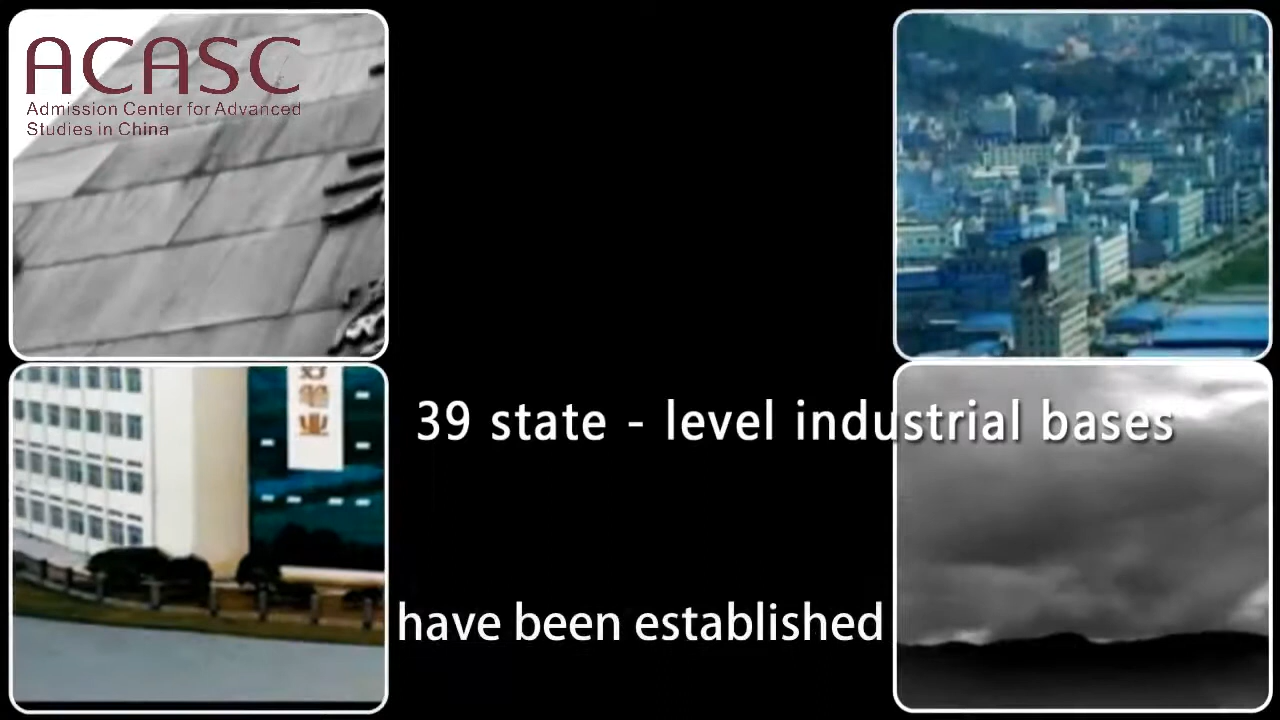 ACASC
Admission Center for Advanced
Studies in China
39 state - level industrial bases
have been established